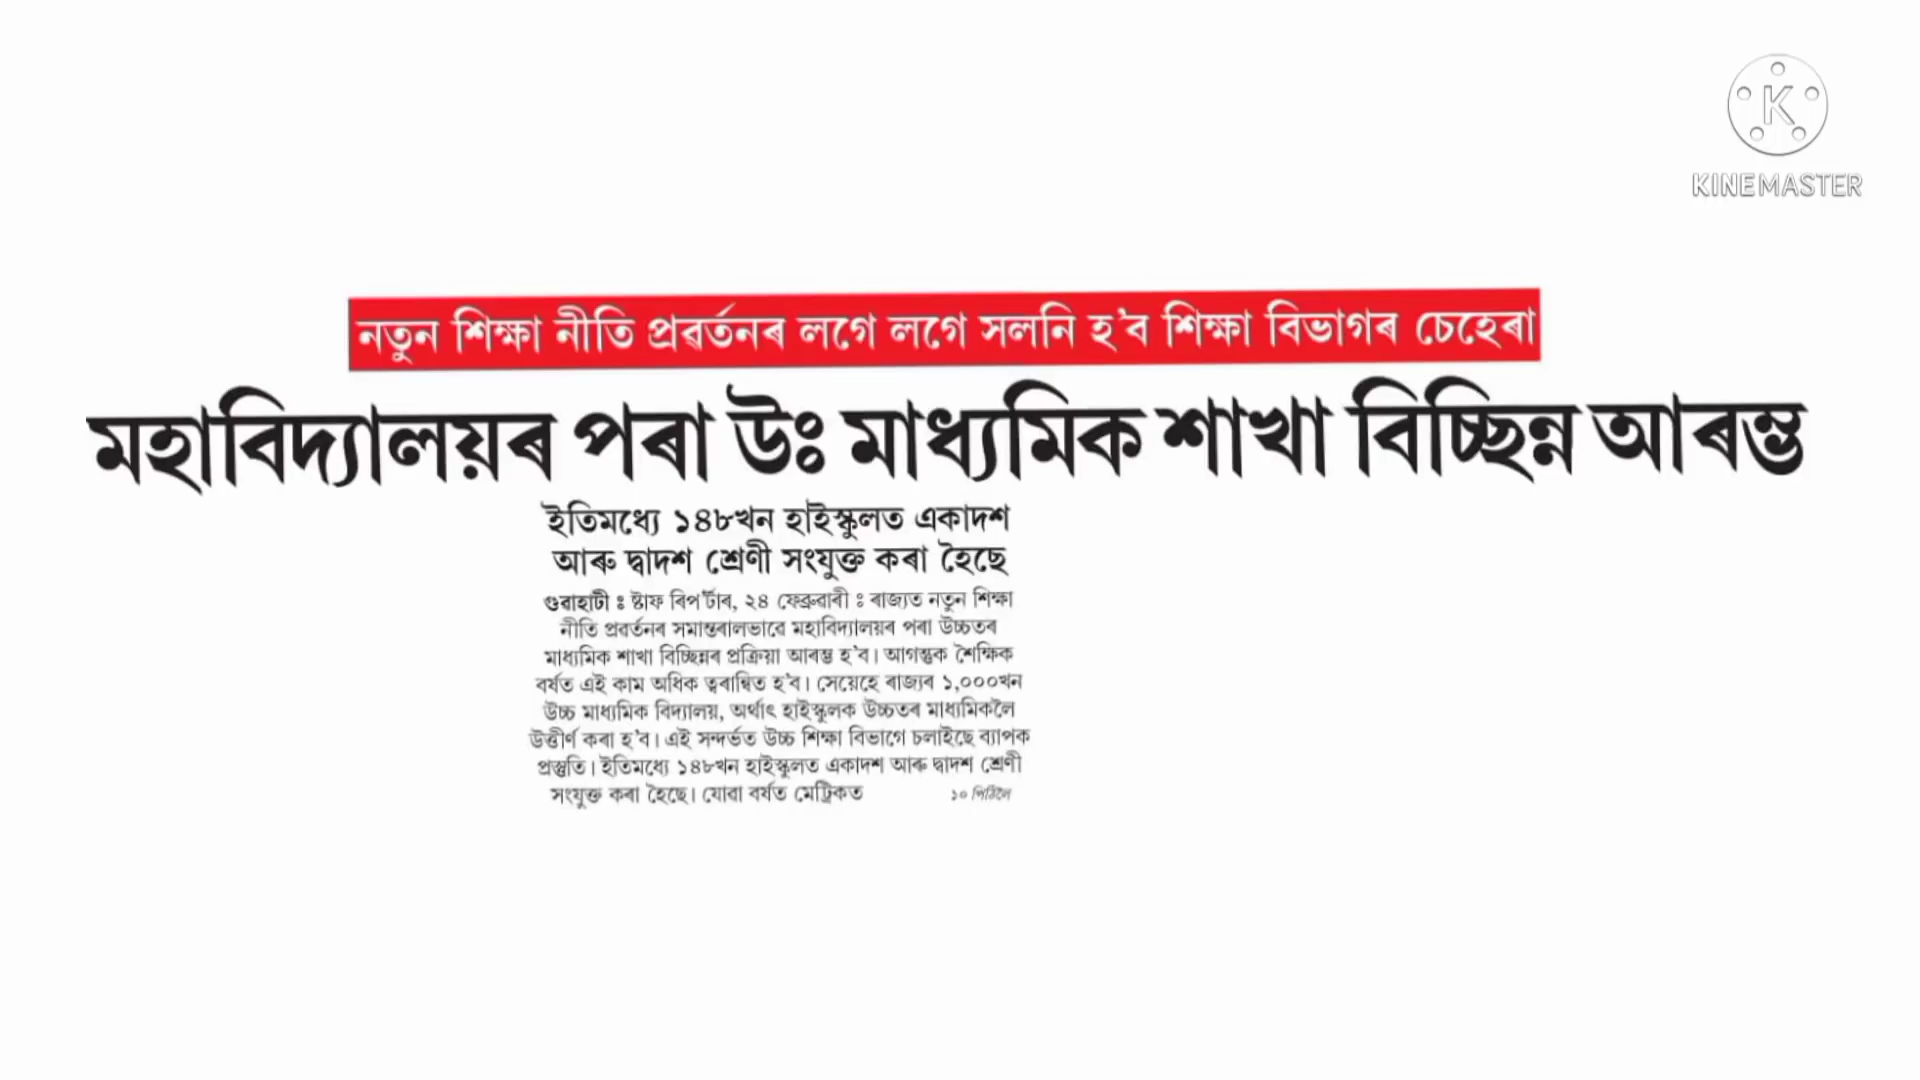 KINEMASTER
নতুন শিক্ষা নীতি প্ৰৱৰ্তনৰ লগে লগে সলনি হ'ব শিক্ষা বিভাগৰ চেহেৰা
মহাবিদ্যালয়ৰ পৰা উঃ মাধ্যমিক শাখা বিচ্ছিন্ন আৰম্ভ
ইতিমধ্যে ১৪৮খন হাইস্কুলত একাদশ
আৰু দ্বাদশ শ্ৰেণী সংযুক্ত কৰা হৈছে
গুৱাহাটী ঃ ষ্টাফ ৰিপ'ৰ্টাৰ, ২৪ ফেব্ৰুৱাৰী ঃ ৰাজ্যত নতুন শিক্ষা
নীতি প্ৰৱৰ্তনৰ সমান্তৰালভাৱে মহাবিদ্যালয়ৰ পৰা উচ্চতৰ
মাধ্যমিক শাখা বিচ্ছিন্নৰ প্ৰক্ৰিয়া আৰম্ভ হ'ব। আগন্তুক শৈক্ষিক
বৰ্ষত এই কাম অধিক ত্বৰান্বিত হ'ব। সেয়েহে ৰাজ্যৰ ১,০০০খন
উচ্চ মাধ্যমিক বিদ্যালয়, অৰ্থাৎ হাইস্কুলক উচ্চতৰ মাধ্যমিকলৈ
উত্তীৰ্ণ কৰা হ'ব। এই সন্দৰ্ভত উচ্চ শিক্ষা বিভাগে চলাইছে ব্যাপক
প্ৰস্তুতি। ইতিমধ্যে ১৪৮খন হাইস্কুলত একাদশ আৰু দ্বাদশ শ্ৰেণী
সংযুক্ত কৰা হৈছে। যোৱা বৰ্ষত মেট্ৰিকত ১০ পিঠিলৈ